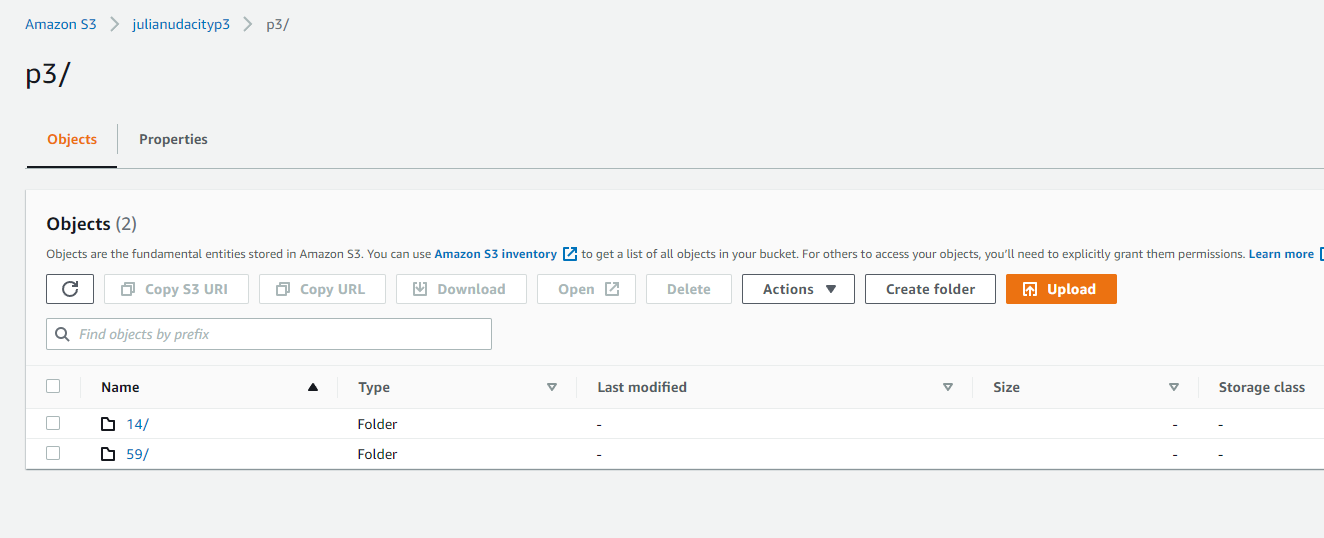 Amazon S3 > julianudacityp3 > p3/
p3/
Objects Properties
Objects (2)
Objects are the fundamental entities stored in Amazon S3. You can use Amazon S3 inventory to get a list of all objects in your bucket. For others to access your objects, you'll need to explicitly grant them permissions. Learn more
Copy S3 URI Copy URL Download Open Delete Actions Create folder Upload
Find objects by prefix
Name Type Last modified Size Storage class
14/ Folder - - -
59/ Folder - - -